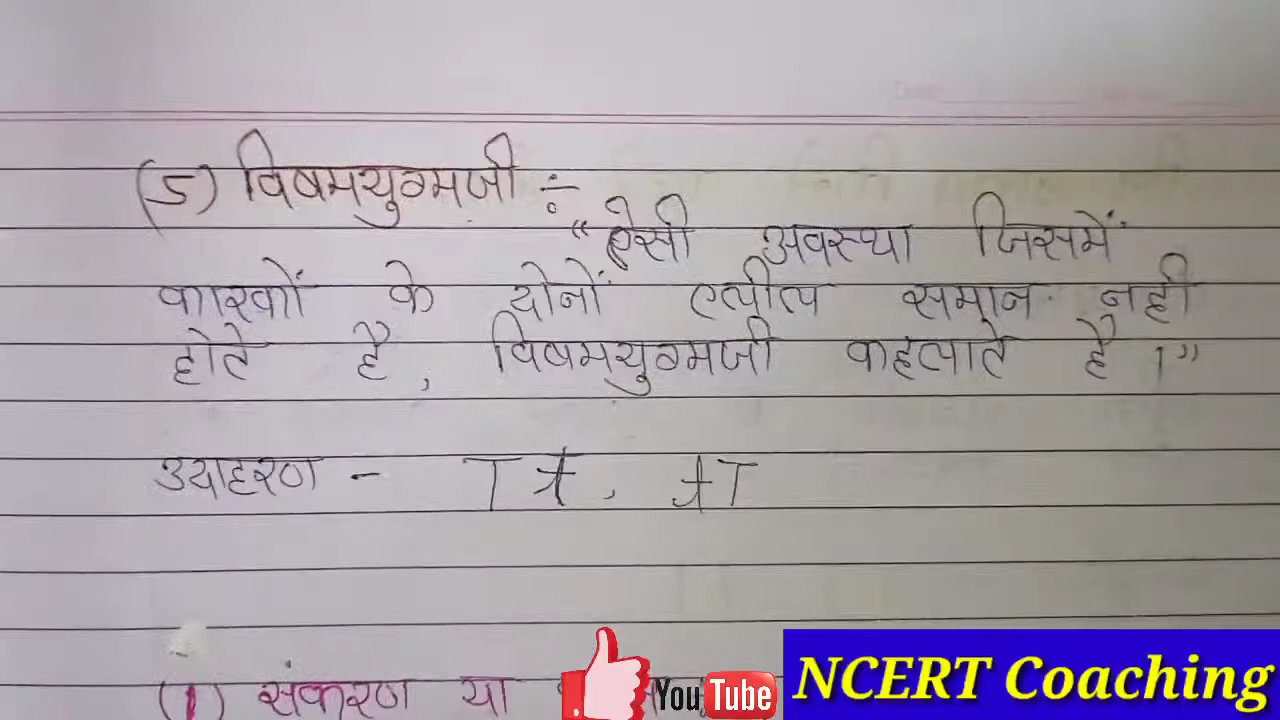 (5) विषमयुग्मजी :-
“ऐसी अवस्था जिसमें
कारकों के दोनों एलील समान नही
होते है, विषमयुग्मजी कहलाते है।”
उदाहरण - Tt, tT
(1) संकरण या
YouTube
NCERT Coaching